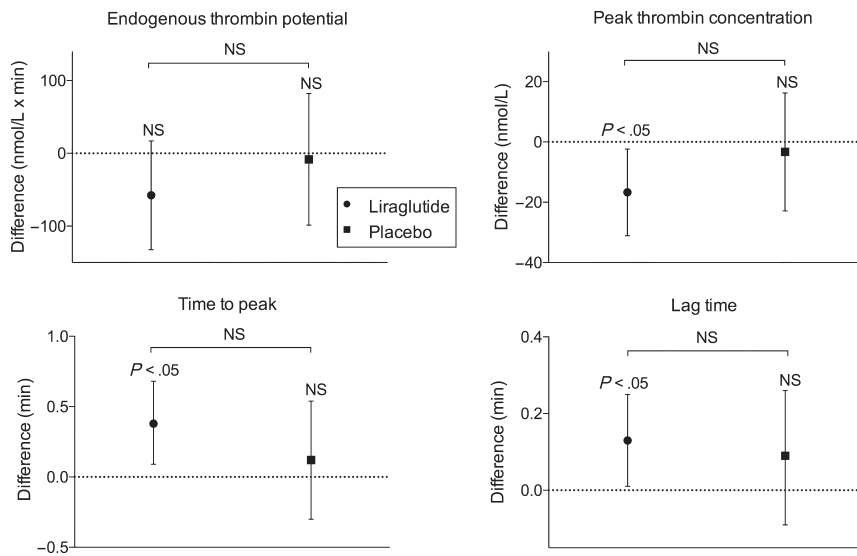 Endogenous thrombin potential
Difference (nmol/L x min)
100
0
−100
NS
NS
NS
Liraglutide
Placebo
Peak thrombin concentration
Difference (nmol/L)
20
0
−20
−40
NS
P < .05
NS
Time to peak
Difference (min)
1.0
0.5
0.0
−0.5
NS
P < .05
NS
Lag time
Difference (min)
0.4
0.2
0.0
NS
P < .05
NS